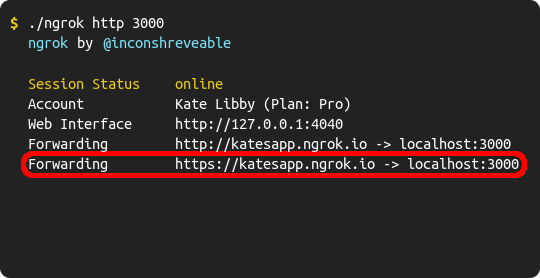 $ ./ngrok http 3000
ngrok by @inconshreveable
Session Status online
Account Kate Libby (Plan: Pro)
Web Interface http://127.0.0.1:4040
Forwarding http://katesapp.ngrok.io -> localhost:3000
Forwarding https://katesapp.ngrok.io -> localhost:3000